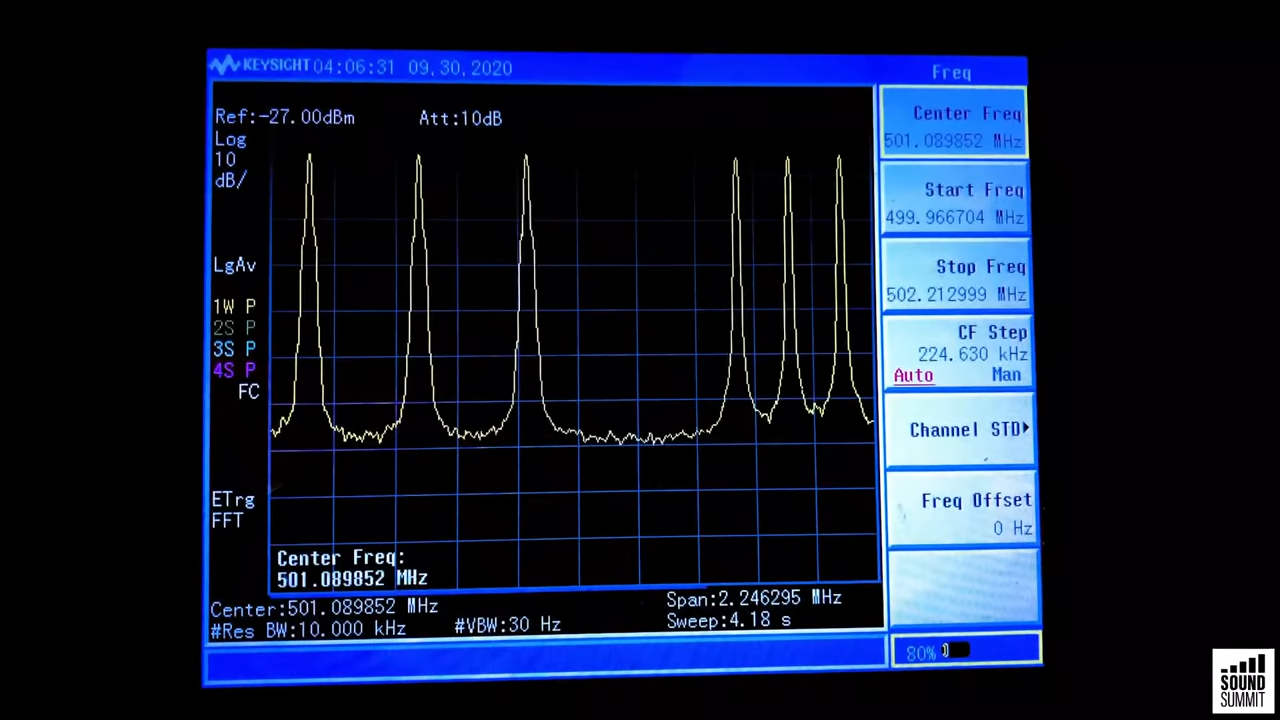 KEYSIGHT 04:06:31 09.30.2020
Freq
Ref:-27.00dBm Att:10dB
Log
10
dB/
LgAv
1W P
2S P
3S P
4S P
FC
ETrg
FFT
Center Freq:
501.089852 MHz
Center:501.089852 MHz
Span:2.246295 MHz
#Res BW:10.000 kHz #VBW:30 Hz
Sweep:4.18 s
Center Freq
501.089852 MHz
Start Freq
499.966704 MHz
Stop Freq
502.212999 MHz
CF Step
224.630 kHz
Auto Man
Channel STD
Freq Offset
0 Hz
80%
SOUND
SUMMIT